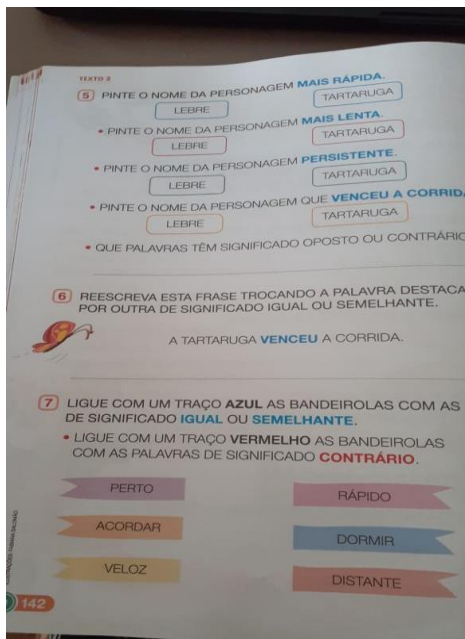 TEXTO 2
5 PINTE O NOME DA PERSONAGEM MAIS RÁPIDA.
LEBRE TARTARUGA
• PINTE O NOME DA PERSONAGEM MAIS LENTA.
LEBRE TARTARUGA
• PINTE O NOME DA PERSONAGEM PERSISTENTE.
LEBRE TARTARUGA
• PINTE O NOME DA PERSONAGEM QUE VENCEU A CORRIDA
LEBRE TARTARUGA
• QUE PALAVRAS TÊM SIGNIFICADO OPOSTO OU CONTRÁRIO
6 REESCREVA ESTA FRASE TROCANDO A PALAVRA DESTACA
POR OUTRA DE SIGNIFICADO IGUAL OU SEMELHANTE.
A TARTARUGA VENCEU A CORRIDA.
7 LIGUE COM UM TRAÇO AZUL AS BANDEIROLAS COM AS
DE SIGNIFICADO IGUAL OU SEMELHANTE.
• LIGUE COM UM TRAÇO VERMELHO AS BANDEIROLAS
COM AS PALAVRAS DE SIGNIFICADO CONTRÁRIO.
PERTO RÁPIDO
ACORDAR DORMIR
VELOZ DISTANTE
142